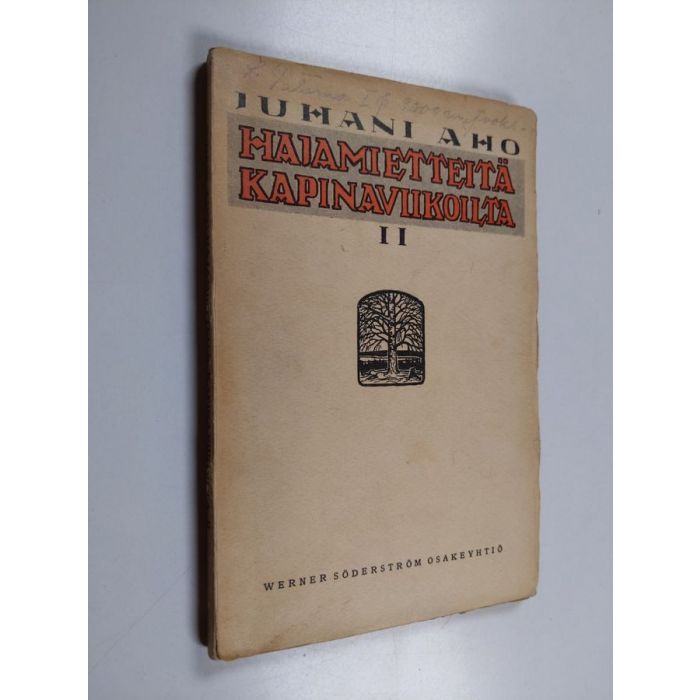 JUHANI AHO
HAJAMIETTEITÄ
KAPINAVIIKOILTA
II
WERNER SÖDERSTRÖM OSAKEYHTIÖ